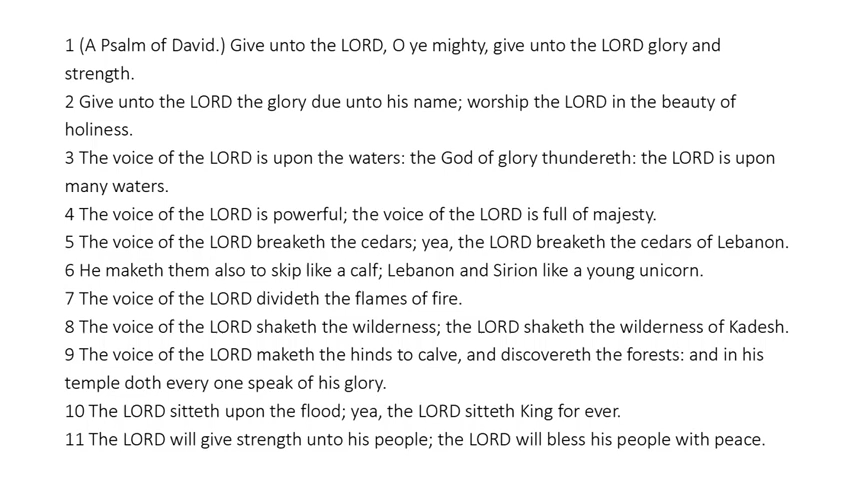 1 (A Psalm of David.) Give unto the LORD, O ye mighty, give unto the LORD glory and
strength.
2 Give unto the LORD the glory due unto his name; worship the LORD in the beauty of
holiness.
3 The voice of the LORD is upon the waters: the God of glory thundereth: the LORD is upon
many waters.
4 The voice of the LORD is powerful; the voice of the LORD is full of majesty.
5 The voice of the LORD breaketh the cedars; yea, the LORD breaketh the cedars of Lebanon.
6 He maketh them also to skip like a calf; Lebanon and Sirion like a young unicorn.
7 The voice of the LORD divideth the flames of fire.
8 The voice of the LORD shaketh the wilderness; the LORD shaketh the wilderness of Kadesh.
9 The voice of the LORD maketh the hinds to calve, and discovereth the forests: and in his
temple doth every one speak of his glory.
10 The LORD sitteth upon the flood; yea, the LORD sitteth King for ever.
11 The LORD will give strength unto his people; the LORD will bless his people with peace.